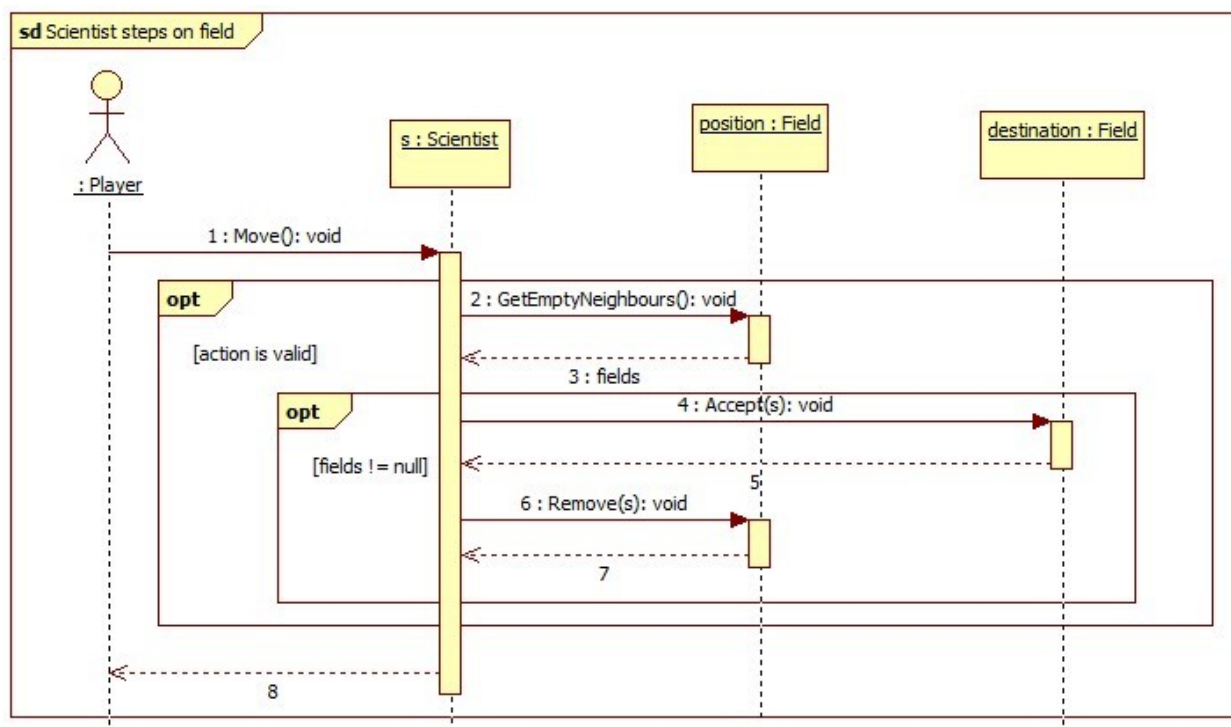 sd Scientist steps on field
: Player
s : Scientist
position : Field
destination : Field
1 : Move(): void
opt
[action is valid]
2 : GetEmptyNeighbours(): void
3 : fields
opt
[fields != null]
4 : Accept(s): void
5
6 : Remove(s): void
7
8